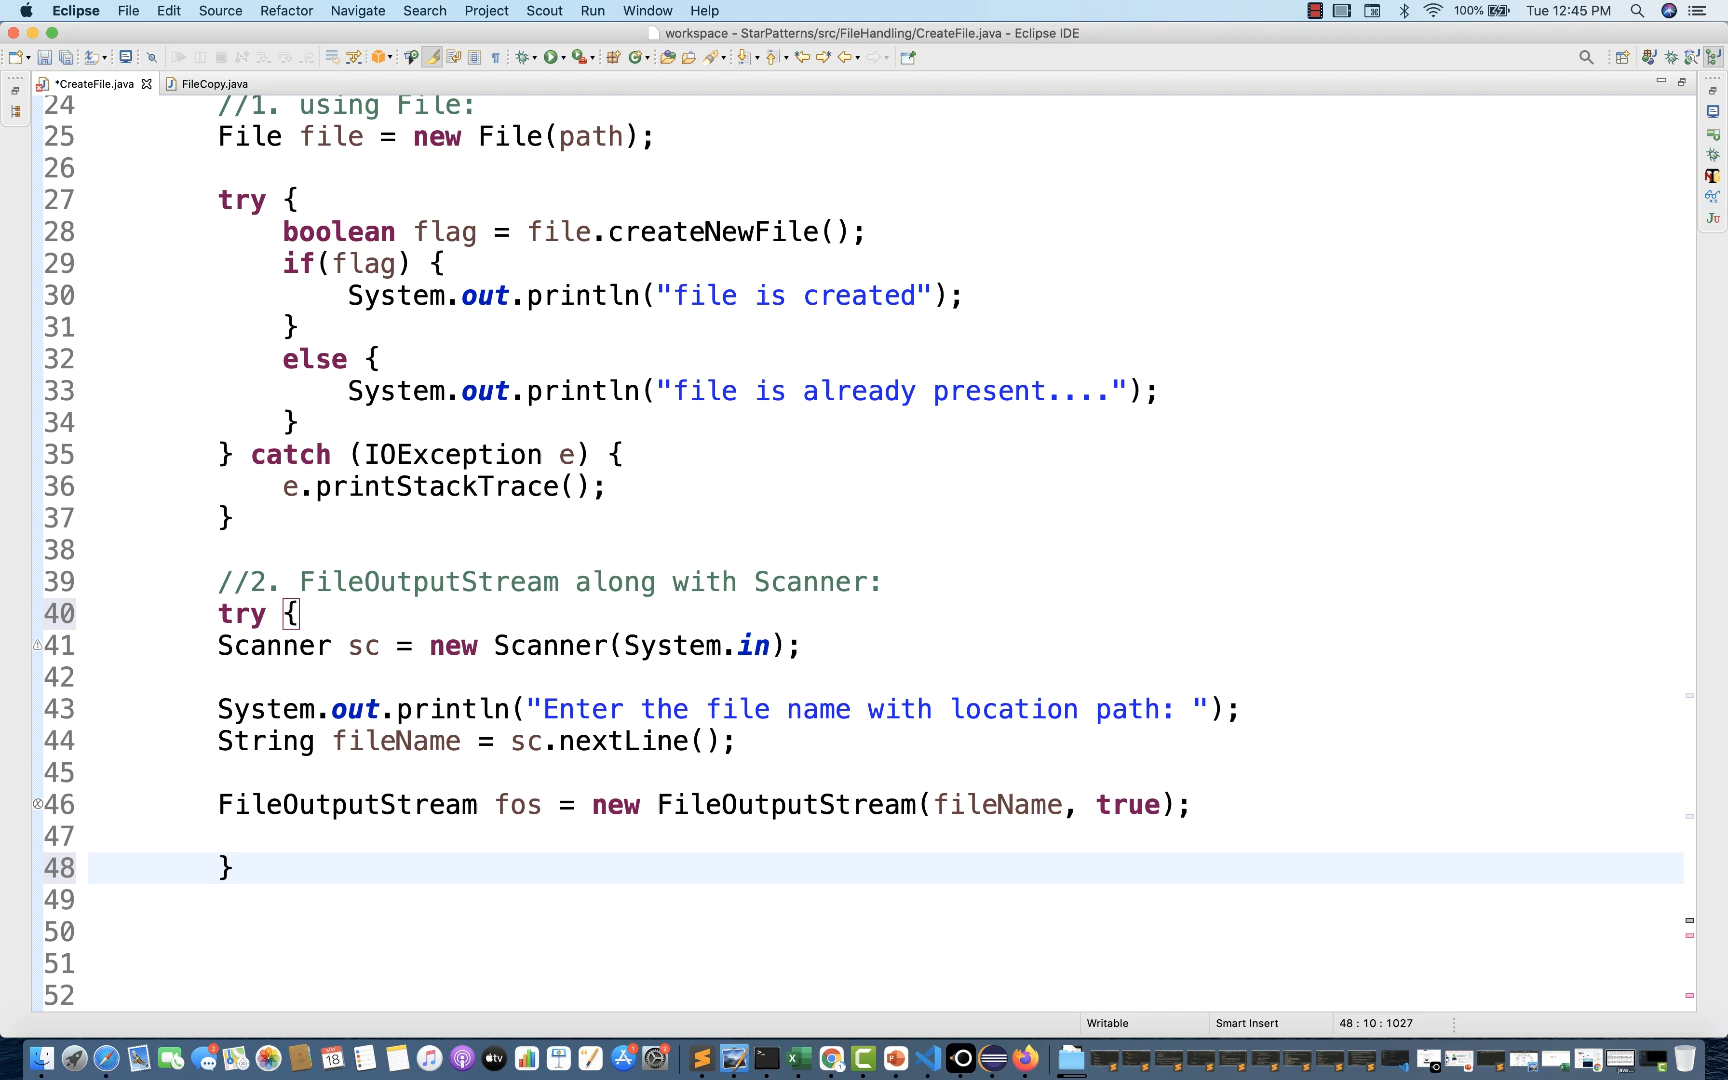 Eclipse File Edit Source Refactor Navigate Search Project Scout Run Window Help 100% Tue 12:45 PM
workspace - StarPatterns/src/FileHandling/CreateFile.java - Eclipse IDE
*CreateFile.java FileCopy.java
24 //1. using File:
25 File file = new File(path);
26
27 try {
28 boolean flag = file.createNewFile();
29 if(flag) {
30 System.out.println("file is created");
31 }
32 else {
33 System.out.println("file is already present....");
34 }
35 } catch (IOException e) {
36 e.printStackTrace();
37 }
38
39 //2. FileOutputStream along with Scanner:
40 try {
41 Scanner sc = new Scanner(System.in);
42
43 System.out.println("Enter the file name with location path: ");
44 String fileName = sc.nextLine();
45
46 FileOutputStream fos = new FileOutputStream(fileName, true);
47
48 }
49
50
51
52
Writable Smart Insert 48 : 10 : 1027